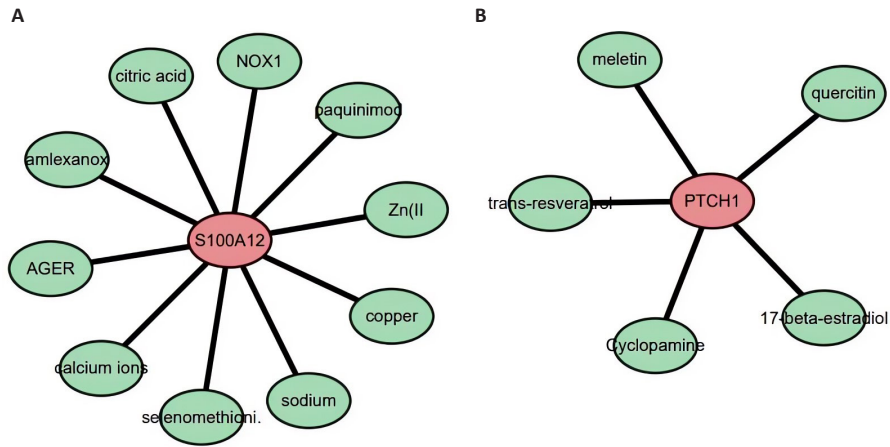 A
B
NOX1
citric acid
paquinimod
amlexanox
Zn(II
S100A12
AGER
copper
calcium ions
sodium
selenomethioni.
meletin
quercitin
trans-resveratrol
PTCH1
17-beta-estradiol
Cyclopamine